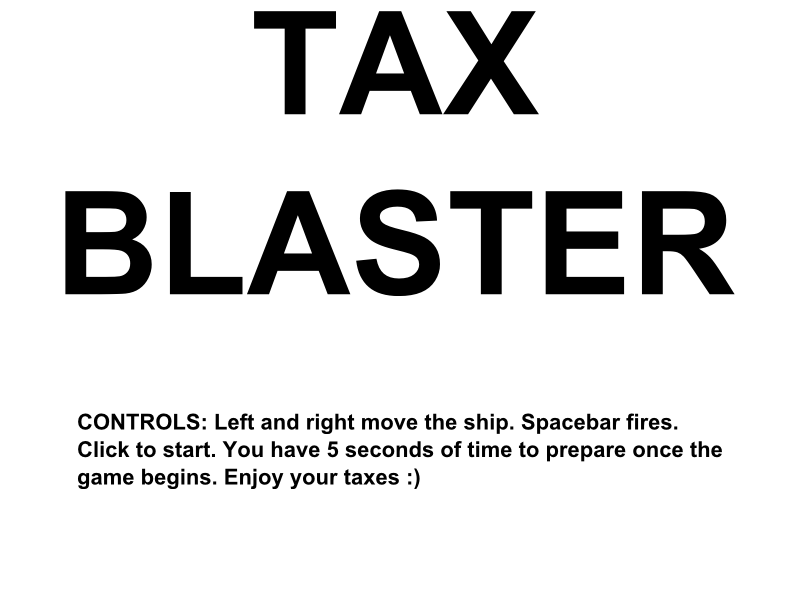 TAX
BLASTER
CONTROLS: Left and right move the ship. Spacebar fires.
Click to start. You have 5 seconds of time to prepare once the
game begins. Enjoy your taxes :)